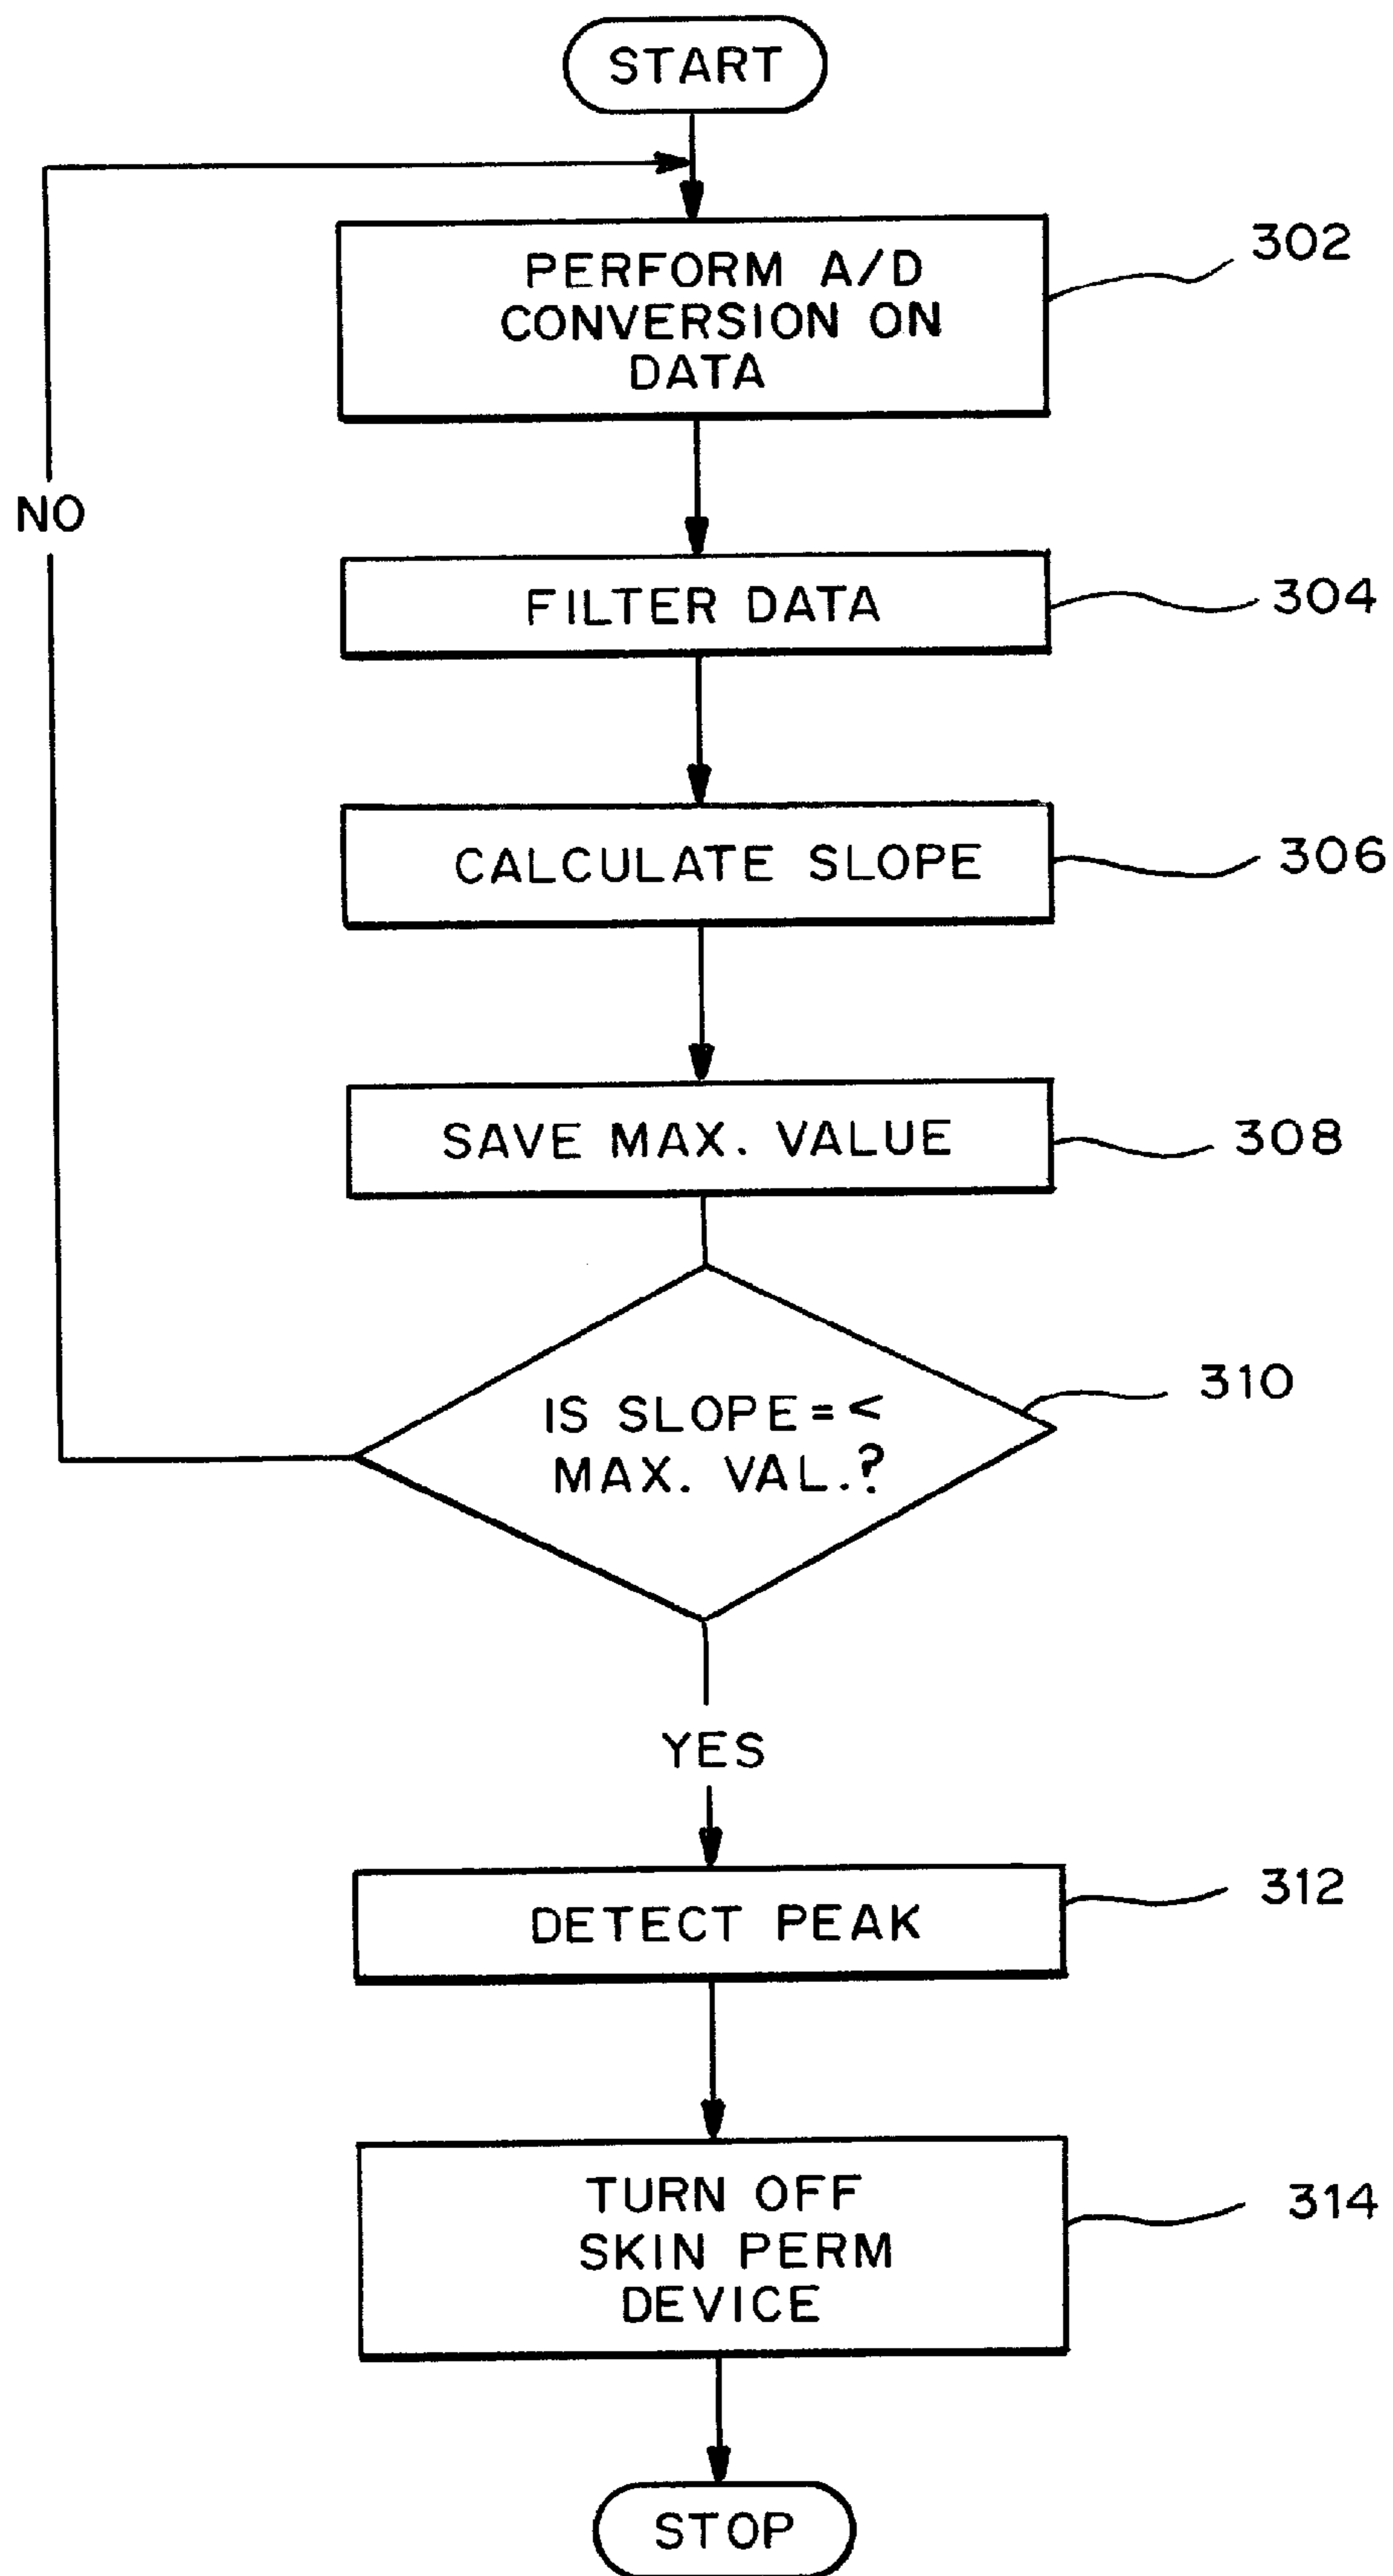 START
PERFORM A/D
CONVERSION ON
DATA
302
NO
FILTER DATA
304
CALCULATE SLOPE
306
SAVE MAX. VALUE
308
IS SLOPE=<
MAX. VAL.?
310
YES
DETECT PEAK
312
TURN OFF
SKIN PERM
DEVICE
314
STOP